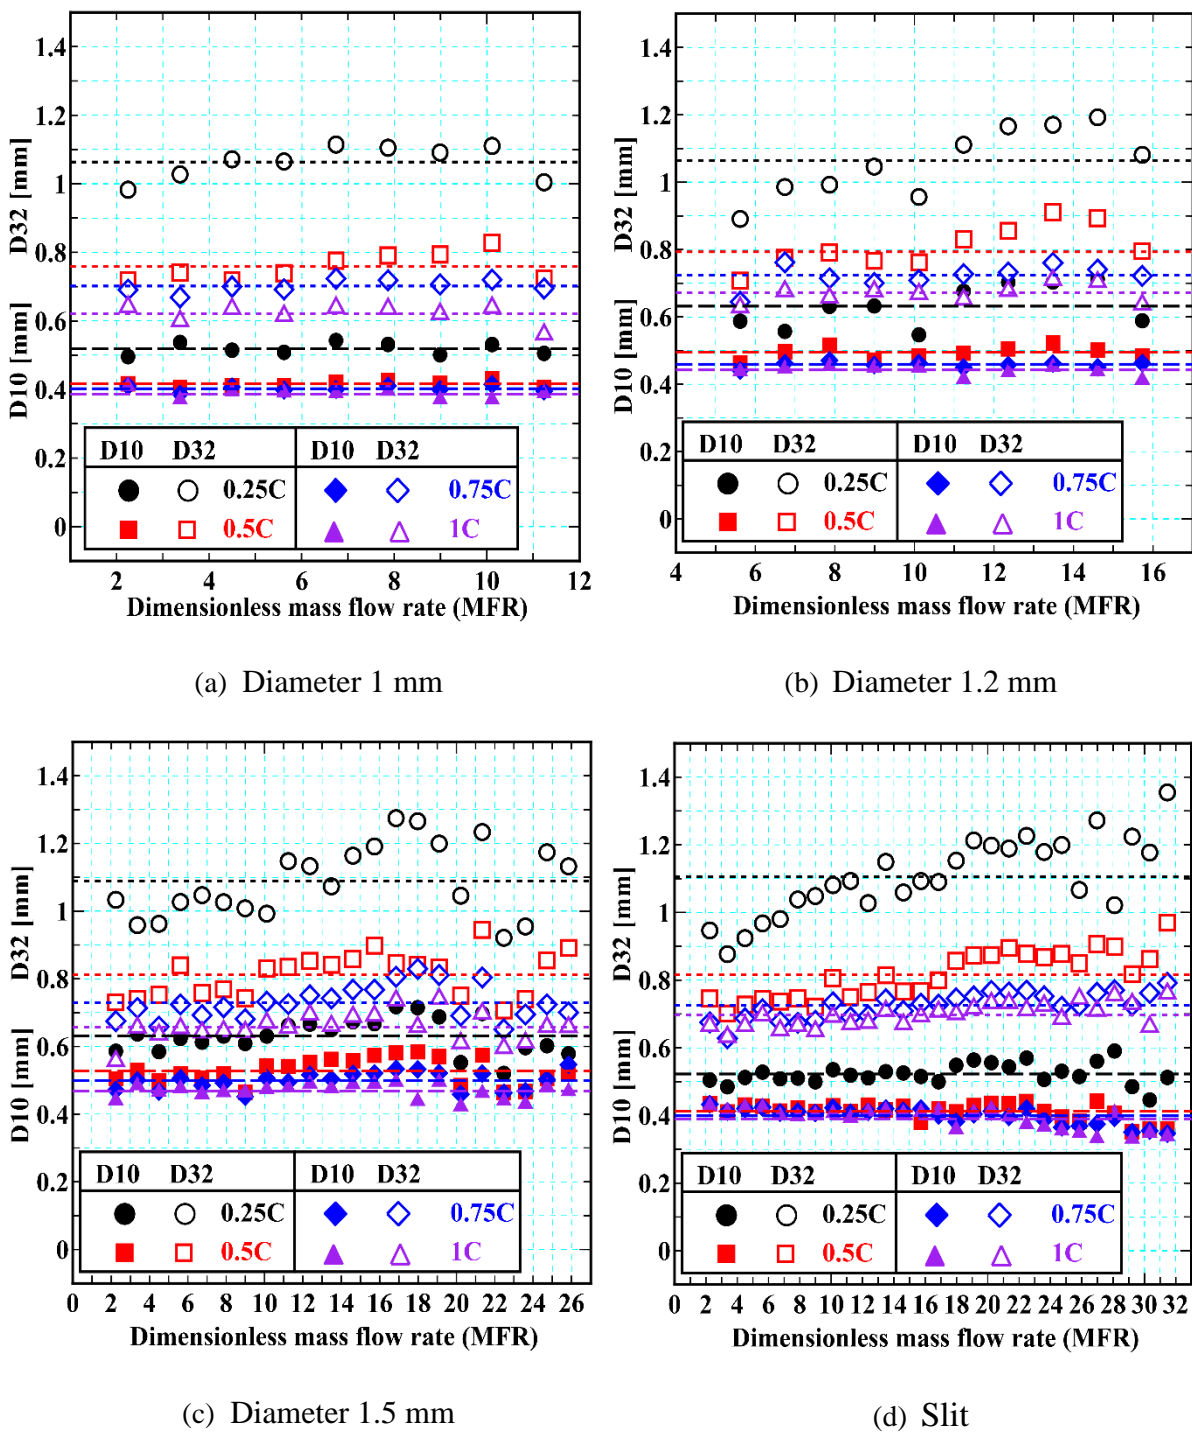 1.4
1.2
1
0.8
0.6
0.4
0.2
0
D32 [mm]
D10 [mm]
D10 D32 D10 D32
0.25C 0.75C
0.5C 1C
2 4 6 8 10 12
Dimensionless mass flow rate (MFR)
(a) Diameter 1 mm
1.4
1.2
1
0.8
0.6
0.4
0.2
0
D32 [mm]
D10 [mm]
D10 D32 D10 D32
0.25C 0.75C
0.5C 1C
4 6 8 10 12 14 16
Dimensionless mass flow rate (MFR)
(b) Diameter 1.2 mm
1.4
1.2
1
0.8
0.6
0.4
0.2
0
D32 [mm]
D10 [mm]
D10 D32 D10 D32
0.25C 0.75C
0.5C 1C
0 2 4 6 8 10 12 14 16 18 20 22 24 26
Dimensionless mass flow rate (MFR)
(c) Diameter 1.5 mm
1.4
1.2
1
0.8
0.6
0.4
0.2
0
D32 [mm]
D10 [mm]
D10 D32 D10 D32
0.25C 0.75C
0.5C 1C
0 2 4 6 8 10 12 14 16 18 20 22 24 26 28 30 32
Dimensionless mass flow rate (MFR)
(d) Slit